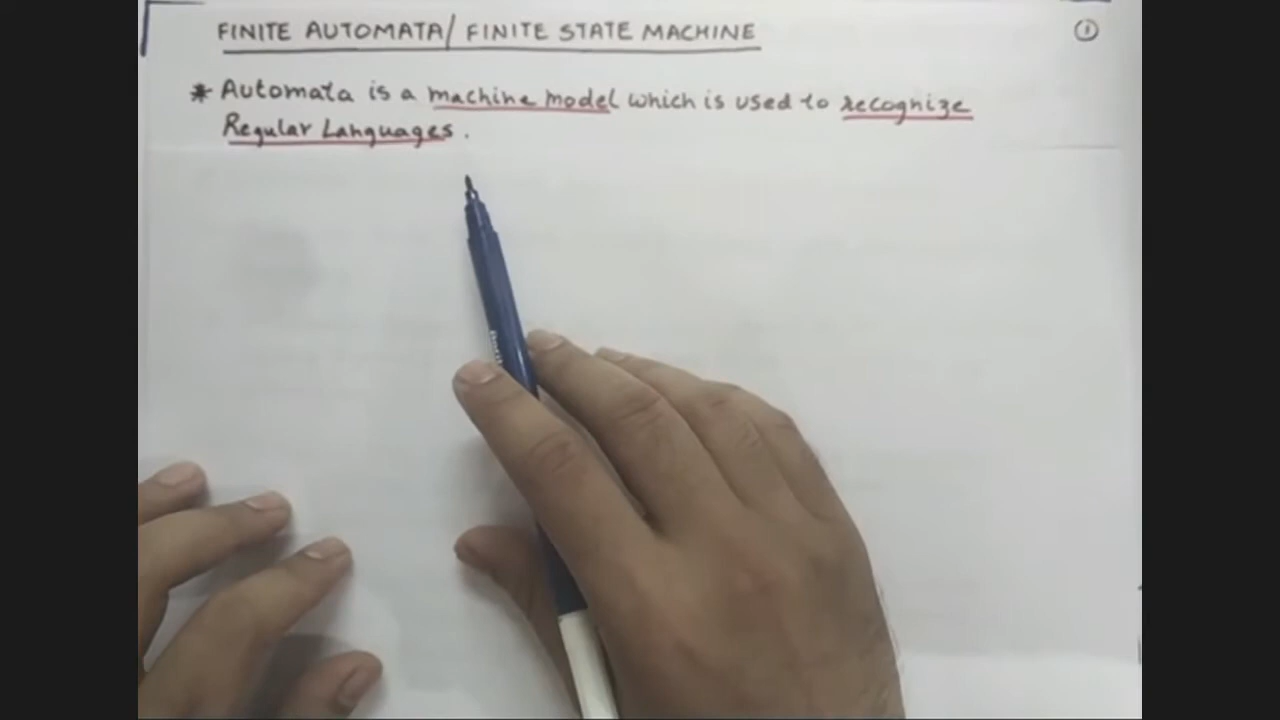 FINITE AUTOMATA/ FINITE STATE MACHINE
①
* Automata is a machine model which is used to recognize
Regular Languages.